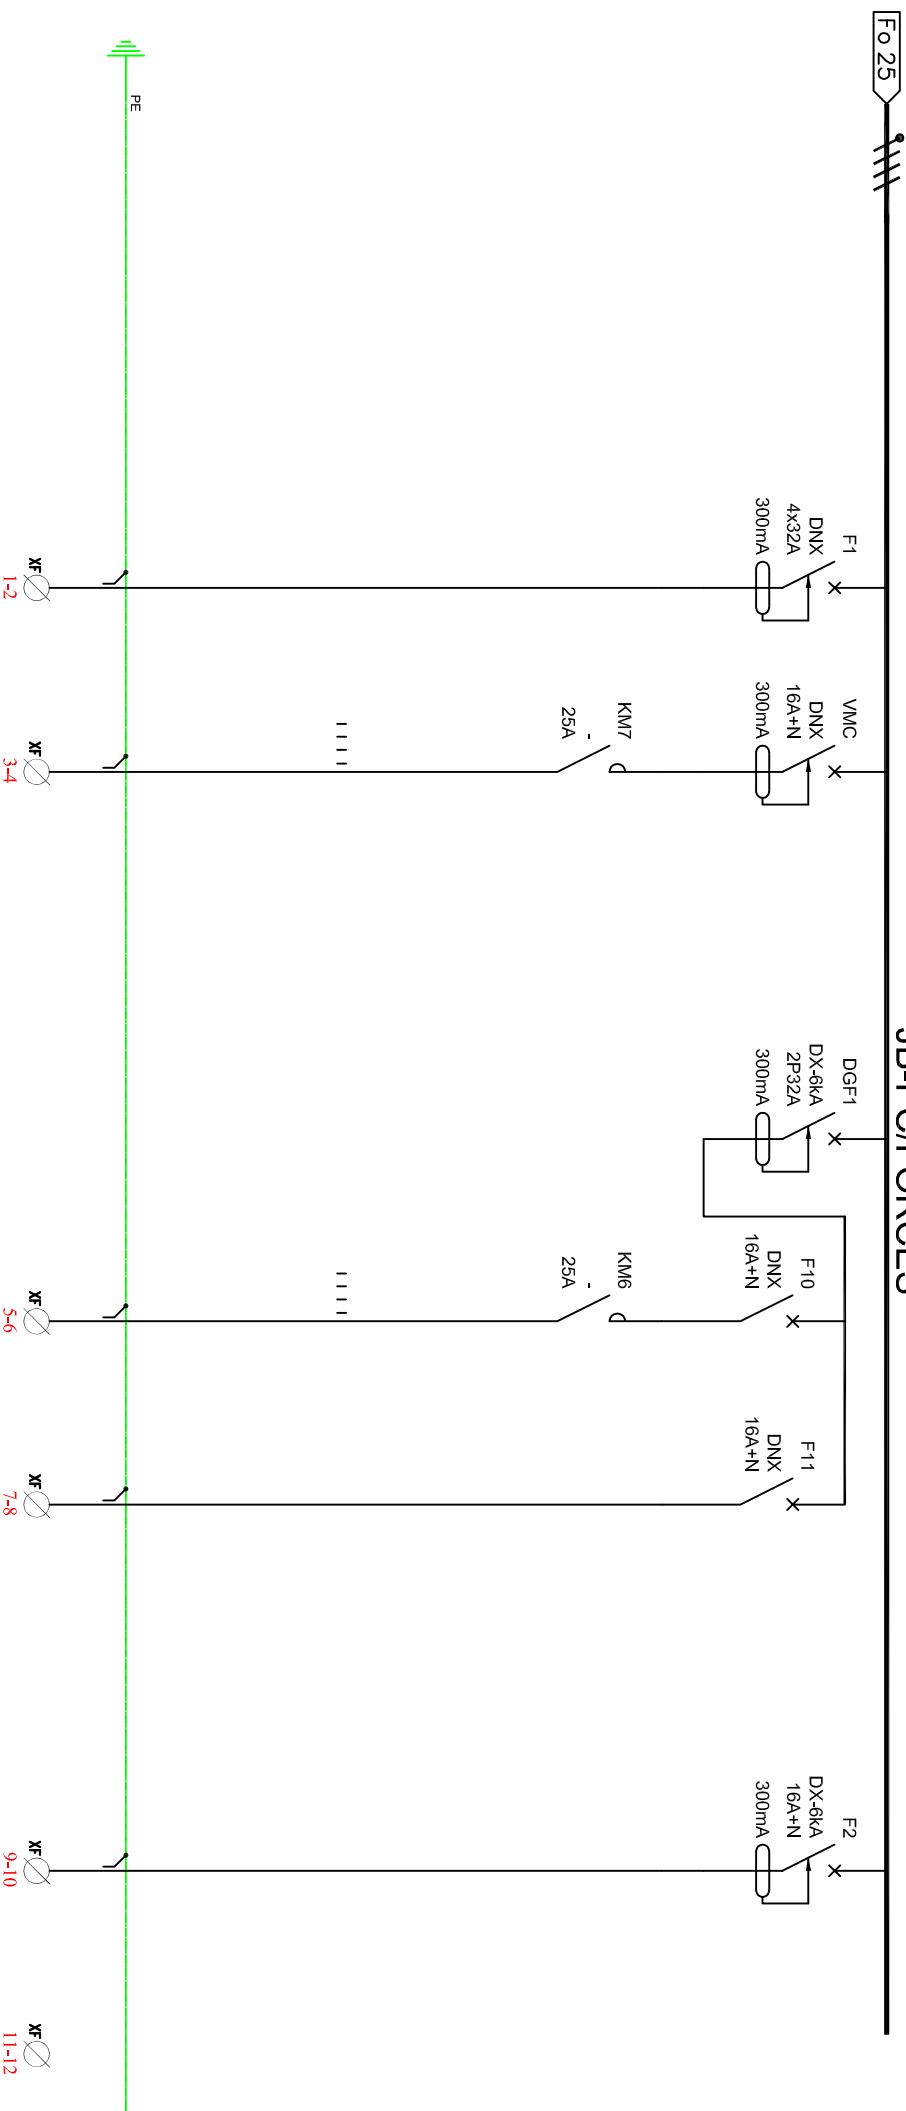 Fo 25
PE
F1
DNX
4x32A
300mA
VMC
DNX
16A+N
300mA
KM7
-
25A
DGF1
DX-6kA
2P32A
300mA
F10
DNX
16A+N
KM6
-
25A
F11
DNX
16A+N
F2
DX-6kA
16A+N
300mA
XF
1-2
XF
3-4
XF
5-6
XF
7-8
XF
9-10
XF
11-12